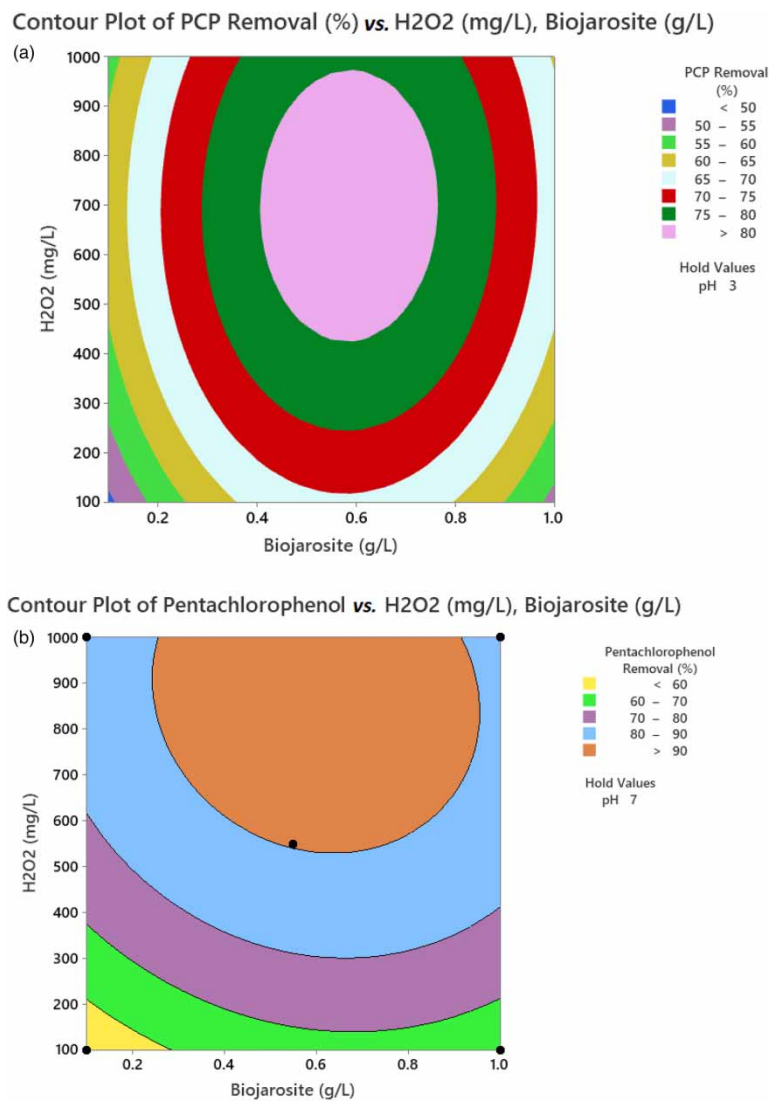 Contour Plot of PCP Removal (%) vs. H2O2 (mg/L), Biojarosite (g/L)
(a)
PCP Removal
(%)
< 50
50 – 55
55 – 60
60 – 65
65 – 70
70 – 75
75 – 80
> 80
Hold Values
pH 3
1000
900
800
700
600
500
400
300
200
100
H2O2 (mg/L)
0.2 0.4 0.6 0.8 1.0
Biojarosite (g/L)
Contour Plot of Pentachlorophenol vs. H2O2 (mg/L), Biojarosite (g/L)
(b)
Pentachlorophenol
Removal (%)
< 60
60 – 70
70 – 80
80 – 90
> 90
Hold Values
pH 7
1000
900
800
700
600
500
400
300
200
100
H2O2 (mg/L)
0.2 0.4 0.6 0.8 1.0
Biojarosite (g/L)